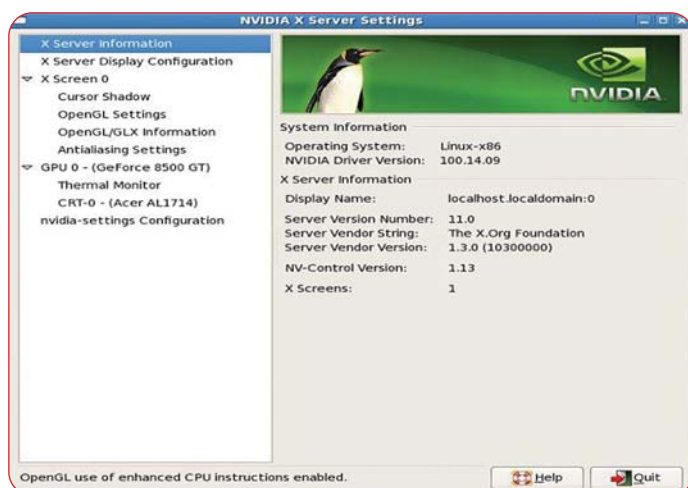 NVIDIA X Server Settings
X Server Information
X Server Display Configuration
X Screen 0
Cursor Shadow
OpenGL Settings
OpenGL/GLX Information
Antialiasing Settings
GPU 0 - (GeForce 8500 GT)
Thermal Monitor
CRT-0 - (Acer AL1714)
nvidia-settings Configuration
NVIDIA
System Information
Operating System: Linux-x86
NVIDIA Driver Version: 100.14.09
X Server Information
Display Name: localhost.localdomain:0
Server Version Number: 11.0
Server Vendor String: The X.Org Foundation
Server Vendor Version: 1.3.0 (10300000)
NV-Control Version: 1.13
X Screens: 1
OpenGL use of enhanced CPU instructions enabled.
Help
Quit